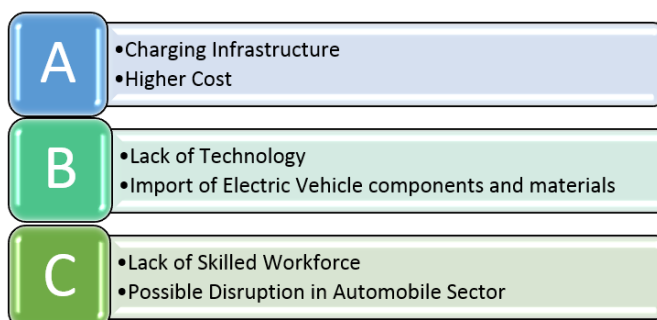 A
•Charging Infrastructure
•Higher Cost
B
•Lack of Technology
•Import of Electric Vehicle components and materials
C
•Lack of Skilled Workforce
•Possible Disruption in Automobile Sector